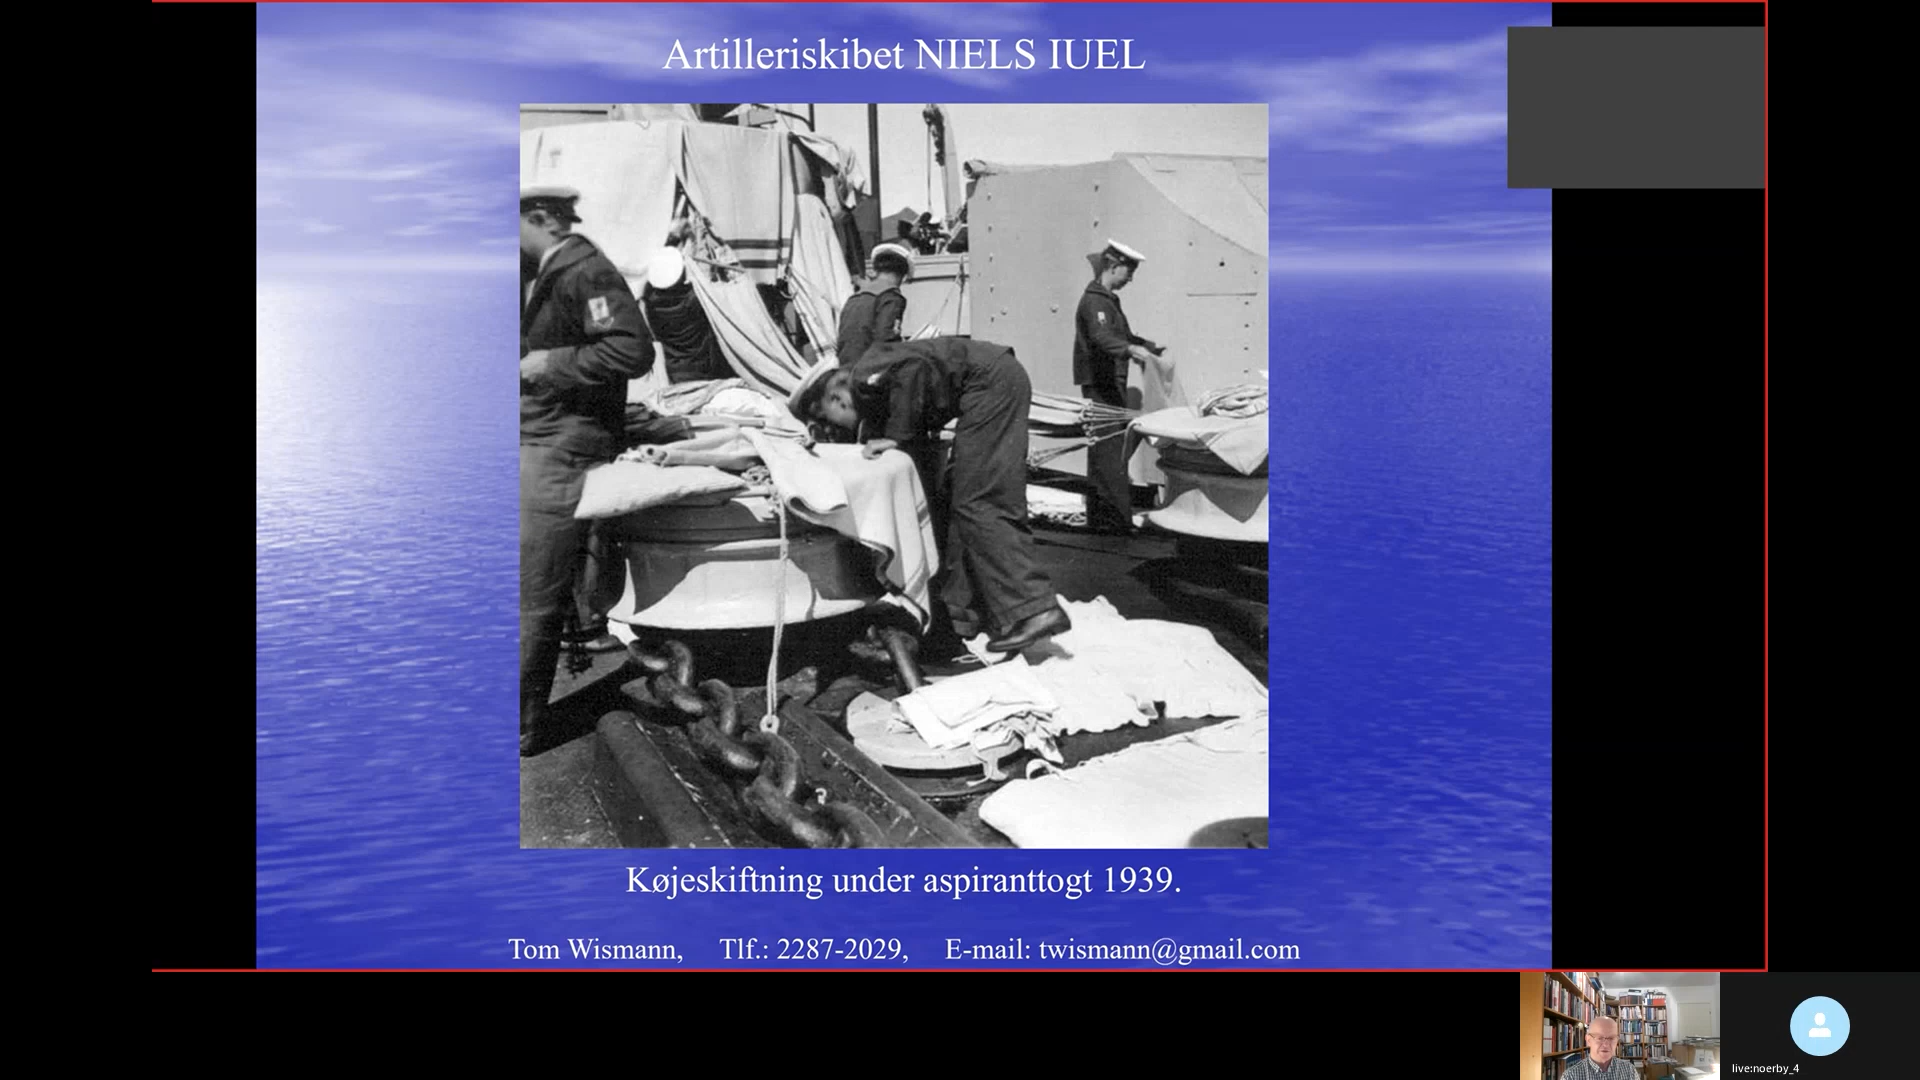 Artilleriskibet NIELS IUEL
Køjeskiftning under aspiranttogt 1939.
Tom Wismann, Tlf.: 2287-2029, E-mail: twismann@gmail.com
live:noerby_4